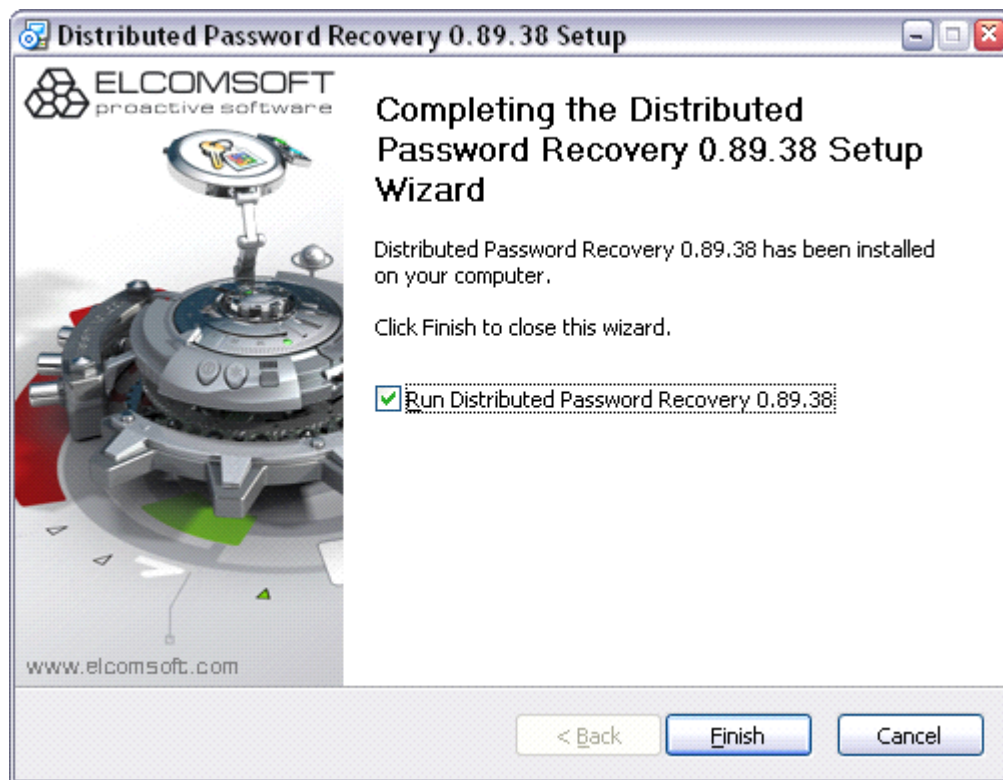 Distributed Password Recovery 0.89.38 Setup
ELCOMSOFT
proactive software
Completing the Distributed
Password Recovery 0.89.38 Setup
Wizard
Distributed Password Recovery 0.89.38 has been installed
on your computer.
Click Finish to close this wizard.
Run Distributed Password Recovery 0.89.38
www.elcomsoft.com
< Back
Finish
Cancel